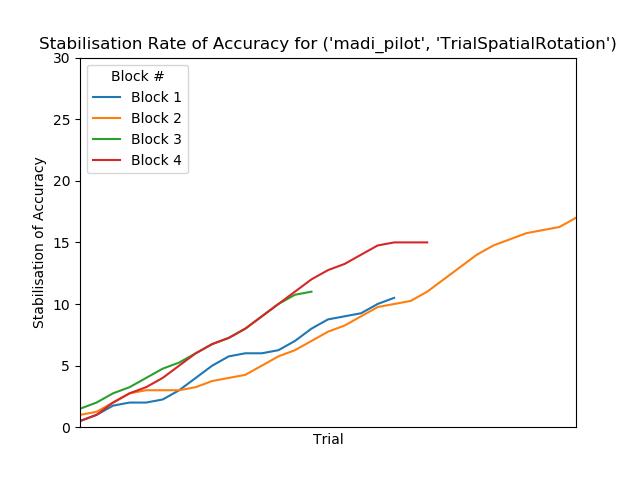 Stabilisation Rate of Accuracy for ('madi_pilot', 'TrialSpatialRotation')
Block #
Block 1
Block 2
Block 3
Block 4
30
25
20
15
10
5
0
Stabilisation of Accuracy
Trial